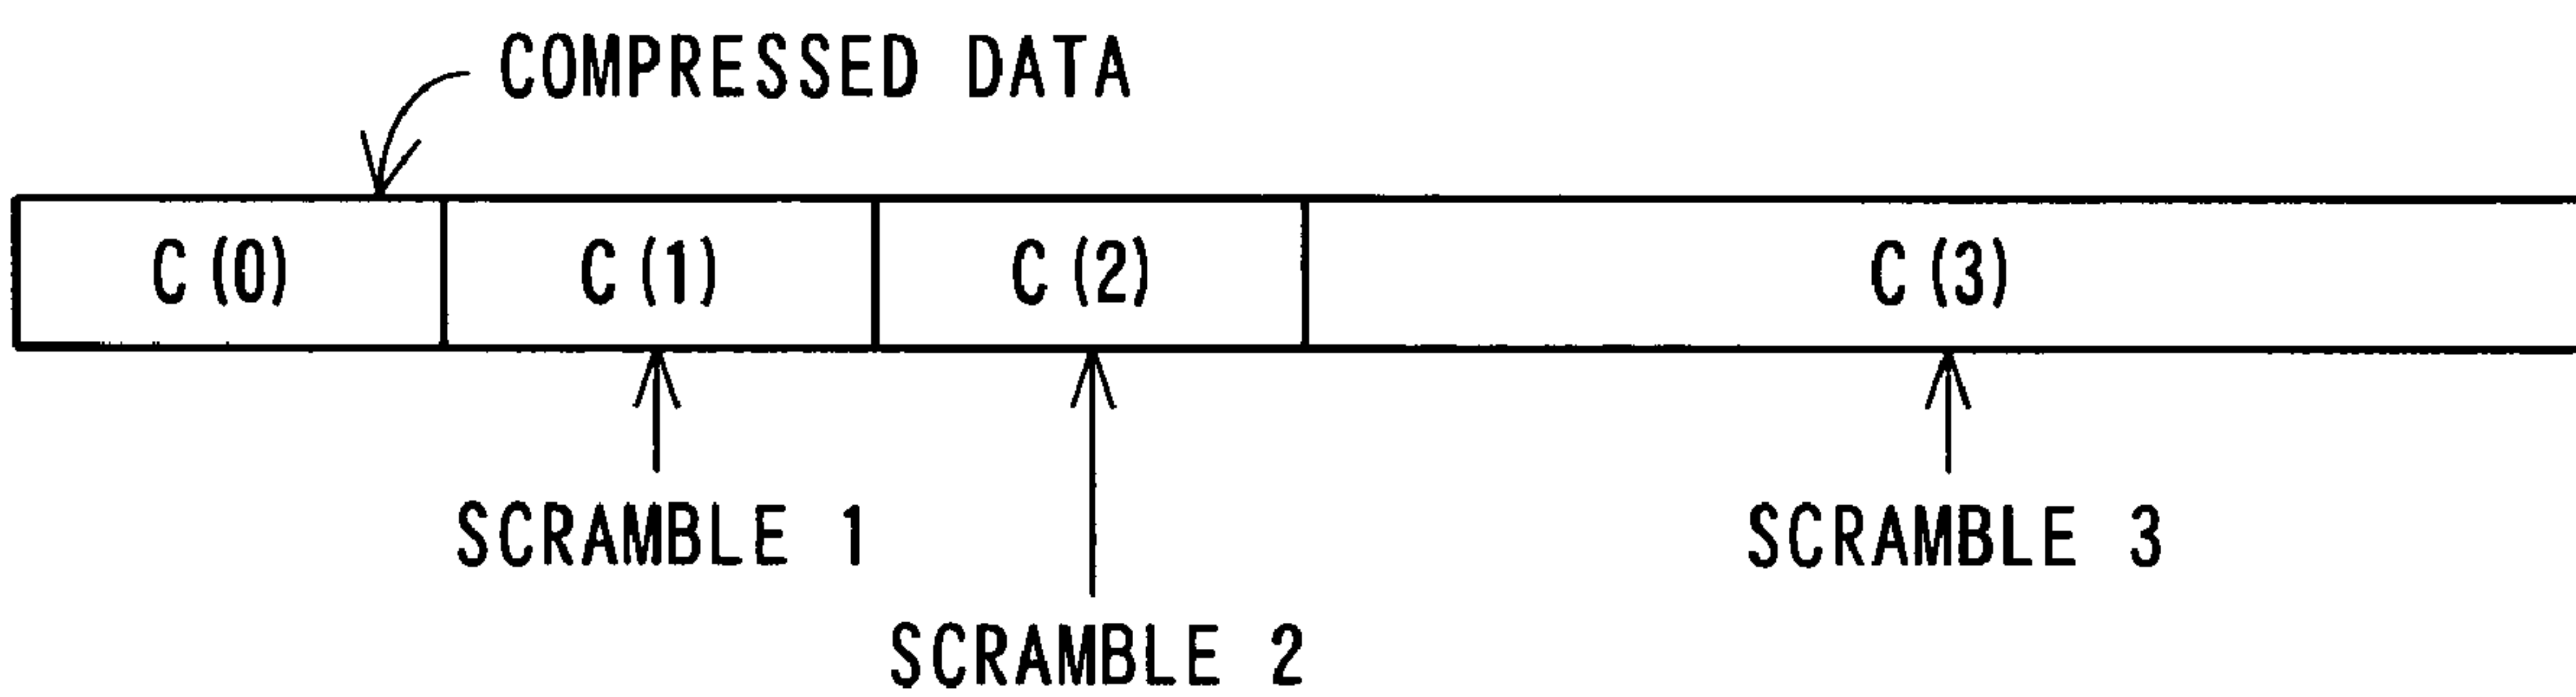 COMPRESSED DATA
C(0) C(1) C(2) C(3)
SCRAMBLE 1 SCRAMBLE 3
SCRAMBLE 2